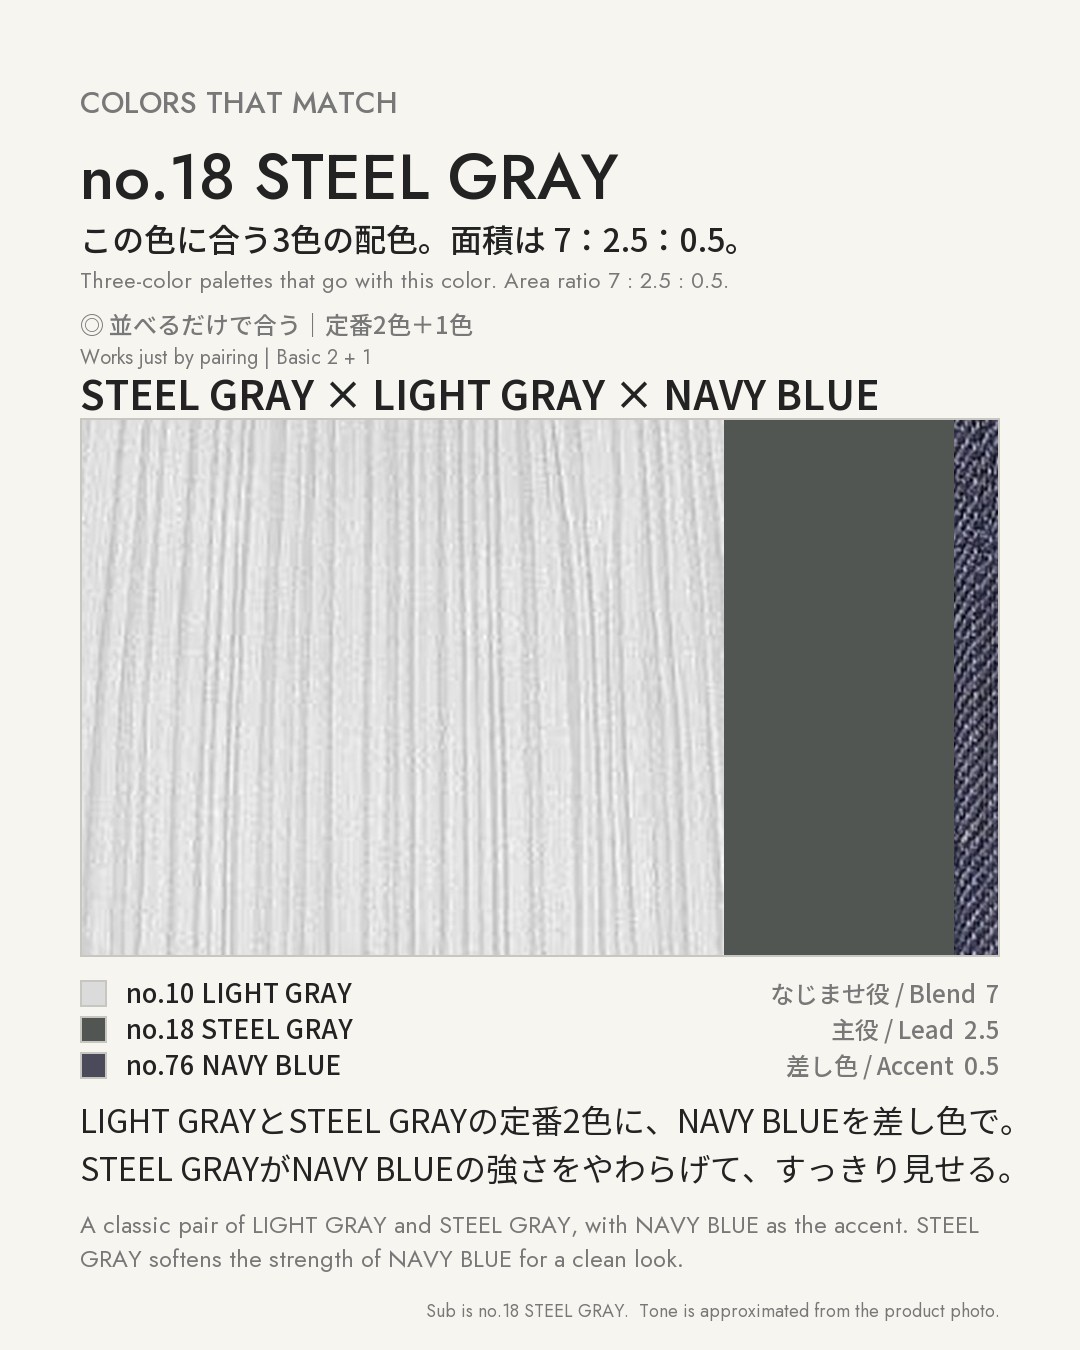 COLORS THAT MATCH
no.18 STEEL GRAY
この色に合う3色の配色。面積は 7：2.5：0.5。
Three-color palettes that go with this color. Area ratio 7 : 2.5 : 0.5.
◎ 並べるだけで合う｜定番2色＋1色
Works just by pairing | Basic 2 + 1
STEEL GRAY × LIGHT GRAY × NAVY BLUE
no.10 LIGHT GRAY なじませ役 / Blend 7
no.18 STEEL GRAY 主役 / Lead 2.5
no.76 NAVY BLUE 差し色 / Accent 0.5
LIGHT GRAYとSTEEL GRAYの定番2色に、NAVY BLUEを差し色で。
STEEL GRAYがNAVY BLUEの強さをやわらげて、すっきり見せる。
A classic pair of LIGHT GRAY and STEEL GRAY, with NAVY BLUE as the accent. STEEL
GRAY softens the strength of NAVY BLUE for a clean look.
Sub is no.18 STEEL GRAY. Tone is approximated from the product photo.